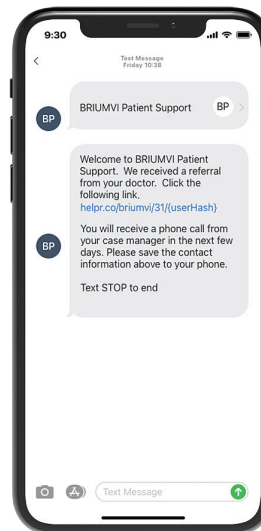 9:30
Text Message
Friday 10:38
BRIUMVI Patient Support
BP
BP
Welcome to BRIUMVI Patient
Support. We received a referral
from your doctor. Click the
following link.
helpr.co/briumvi/31/{userHash}
You will receive a phone call from
your case manager in the next few
days. Please save the contact
information above to your phone.
Text STOP to end
BP
Text Message